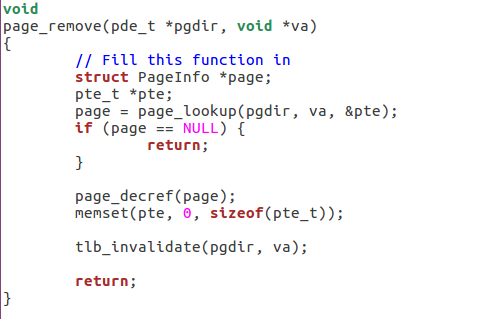 void
page_remove(pde_t *pgdir, void *va)
{
        // Fill this function in
        struct PageInfo *page;
        pte_t *pte;
        page = page_lookup(pgdir, va, &pte);
        if (page == NULL) {
                return;
        }

        page_decref(page);
        memset(pte, 0, sizeof(pte_t));

        tlb_invalidate(pgdir, va);

        return;
}